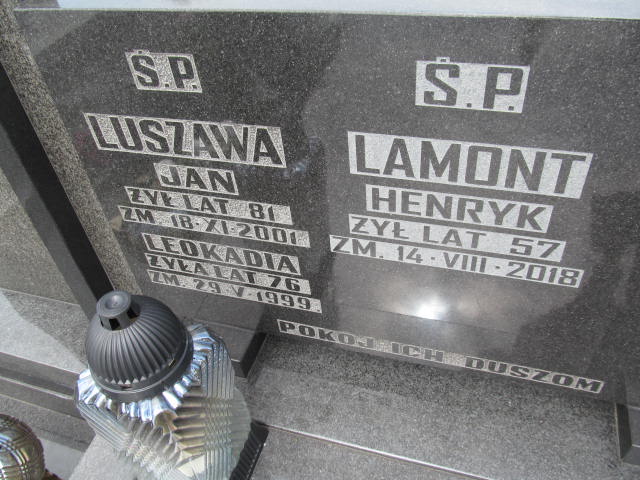 Ś.P.
LUSZAWA
JAN
ŻYŁ LAT 81
ZM. 18·XI·2001
LEOKADIA
ŻYŁA LAT 76
ZM. 29·V·1999
Ś.P.
LAMONT
HENRYK
ŻYŁ LAT 57
ZM. 14·VIII·2018
POKÓJ ICH DUSZOM